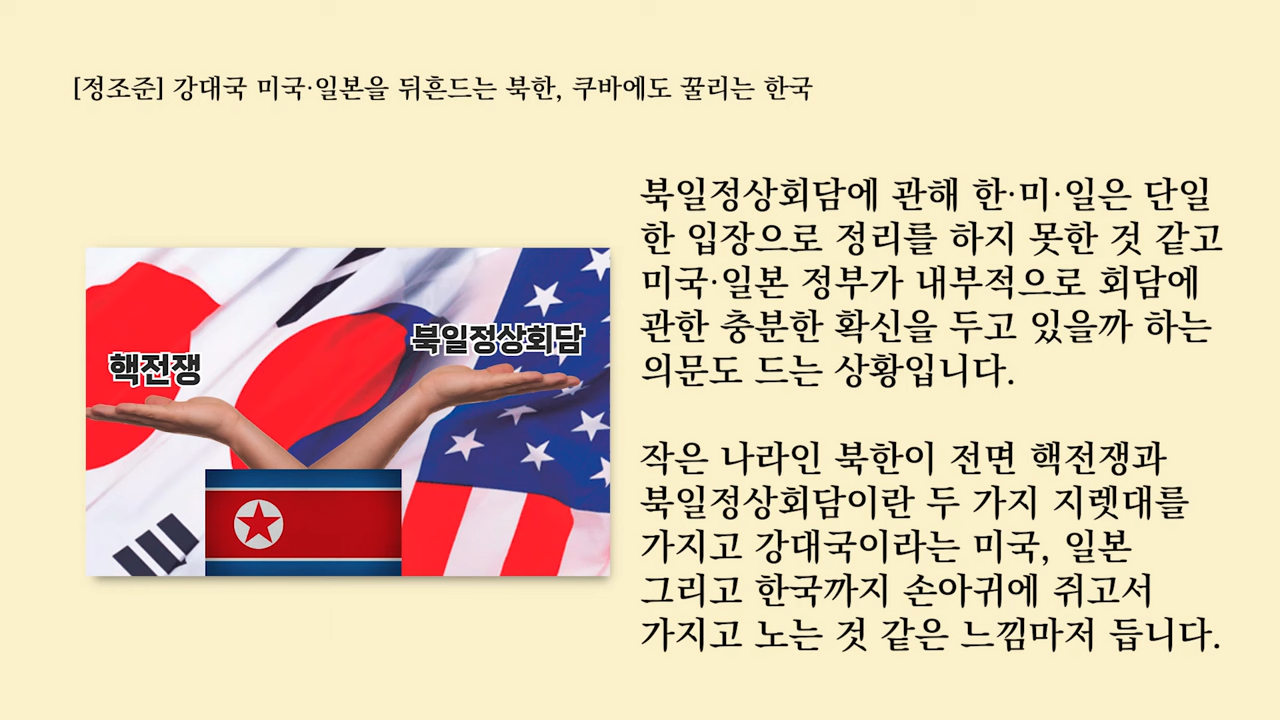 [정조준] 강대국 미국·일본을 뒤흔드는 북한, 쿠바에도 꿀리는 한국
핵전쟁
북일정상회담
북일정상회담에 관해 한·미·일은 단일
한 입장으로 정리를 하지 못한 것 같고
미국·일본 정부가 내부적으로 회담에
관한 충분한 확신을 두고 있을까 하는
의문도 드는 상황입니다.
작은 나라인 북한이 전면 핵전쟁과
북일정상회담이란 두 가지 지렛대를
가지고 강대국이라는 미국, 일본
그리고 한국까지 손아귀에 쥐고서
가지고 노는 것 같은 느낌마저 듭니다.